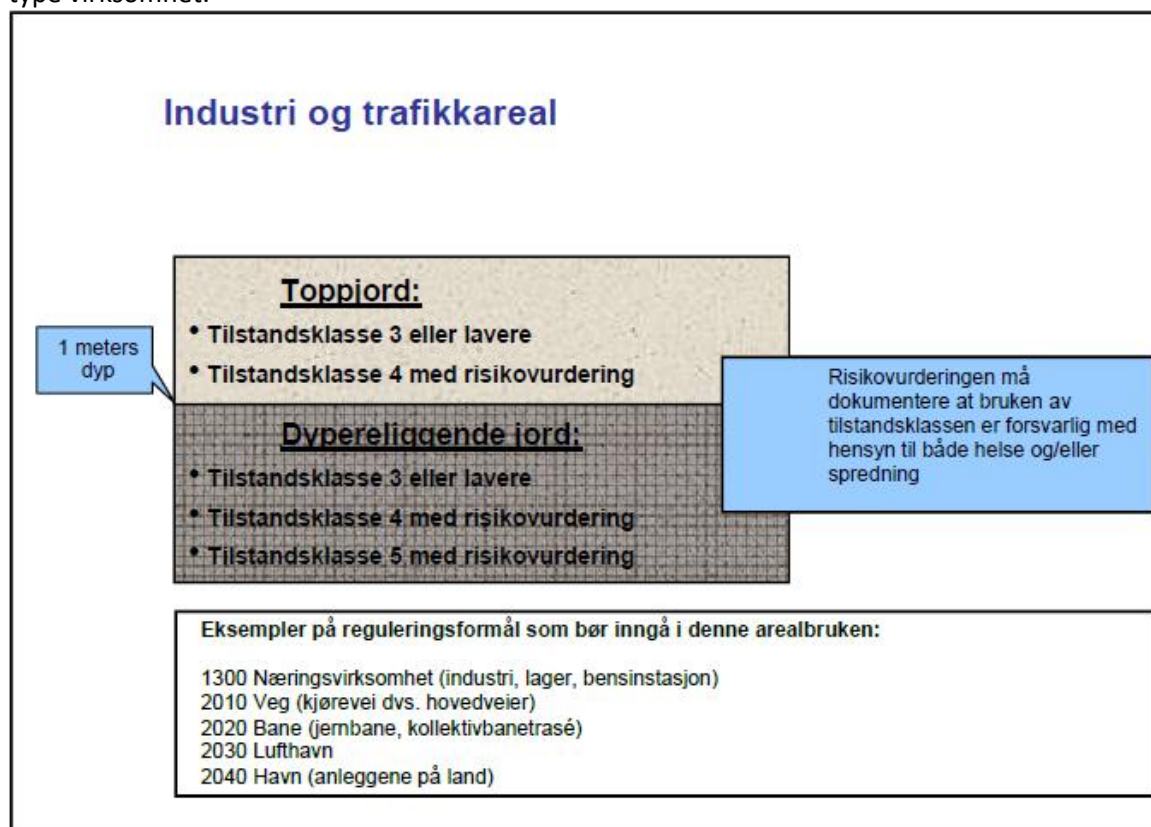 type virksomhet.
Industri og trafikkareal
Toppjord:
• Tilstandsklasse 3 eller lavere
• Tilstandsklasse 4 med risikovurdering
1 meters
dyp
Risikovurderingen må
dokumentere at bruken av
tilstandsklassen er forsvarlig med
hensyn til både helse og/eller
spredning
Dypereliggende jord:
• Tilstandsklasse 3 eller lavere
• Tilstandsklasse 4 med risikovurdering
• Tilstandsklasse 5 med risikovurdering
Eksempler på reguleringsformål som bør inngå i denne arealbruken:
1300 Næringsvirksomhet (industri, lager, bensinstasjon)
2010 Veg (kjørevei dvs. hovedveier)
2020 Bane (jernbane, kollektivbanetrasé)
2030 Lufthavn
2040 Havn (anleggene på land)